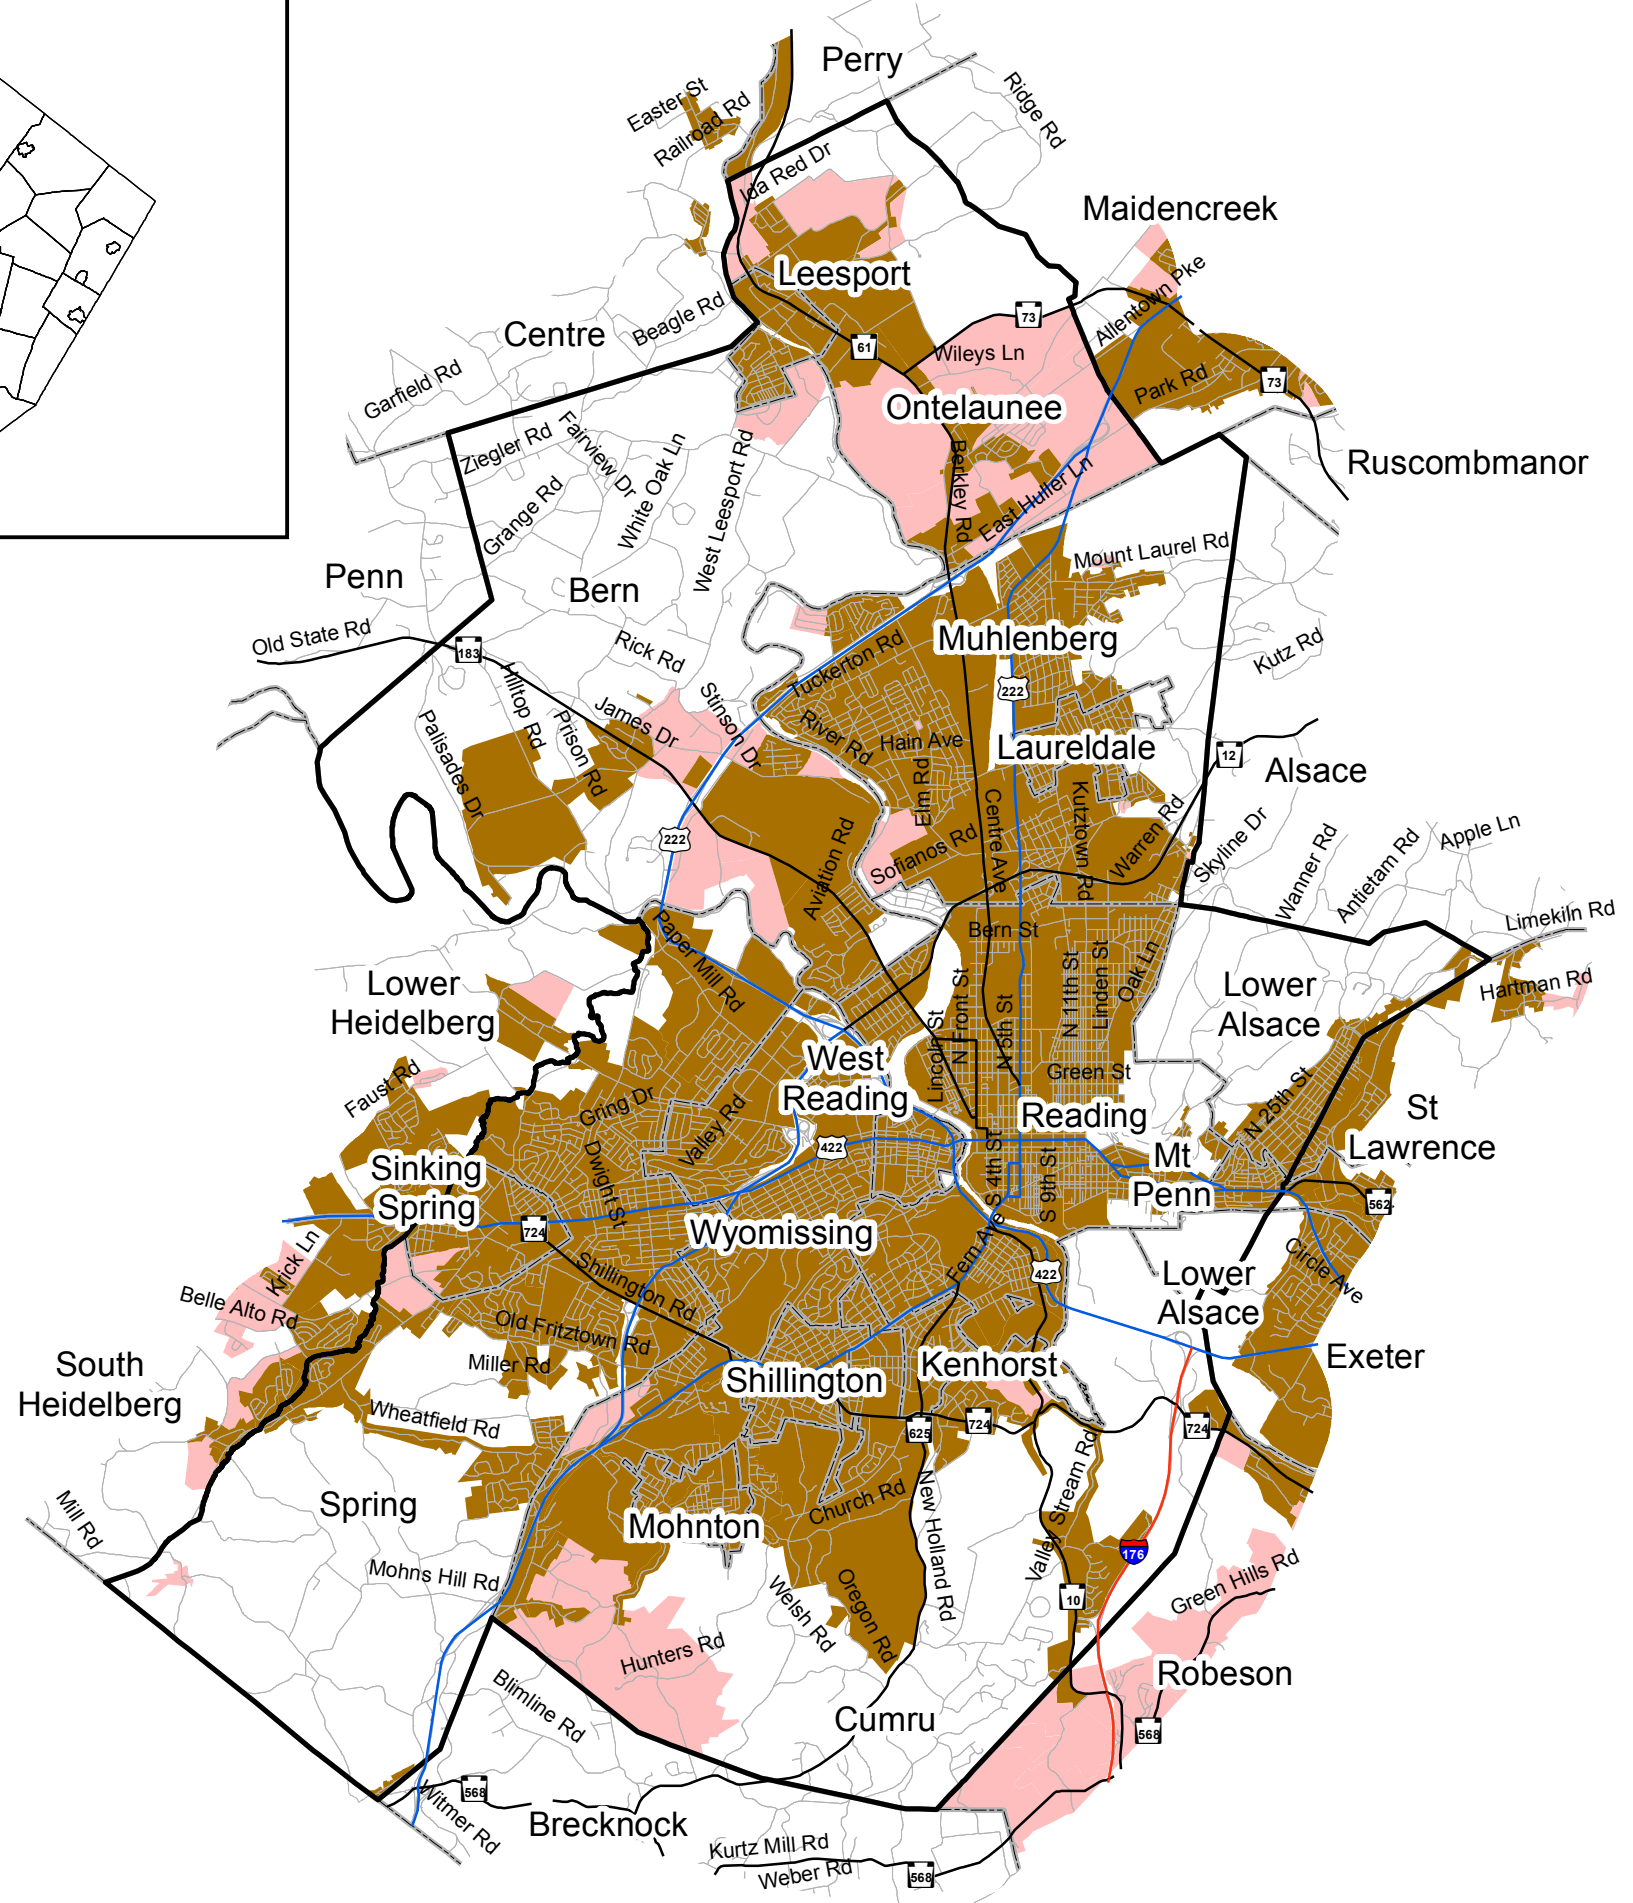 Perry
Easter St
Railroad Rd
Ridge Rd
Ida Red Dr
Maidencreek
Leesport
Allentown Pke
Centre
Beagle Rd
73
61
Wileys Ln
Garfield Rd
Park Rd
73
Ontelaunee
Ziegler Rd
Fairview Dr
White Oak Ln
West Leesport Rd
Berkley Rd
Ruscombmanor
Grange Rd
East Huller Ln
Mount Laurel Rd
Penn
Bern
Old State Rd
183
Rick Rd
Tuckerton Rd
Muhlenberg
Kutz Rd
Hilltop Rd
Stinson Dr
222
James Dr
Prison Rd
Palisades Dr
River Rd
Hain Ave
Laureldale
12
Alsace
Elm Rd
Centre Ave
Kutztown Rd
Warren Rd
222
Aviation Rd
Sofianos Rd
Skyline Dr
Wanner Rd
Antietam Rd
Apple Ln
Limekiln Rd
Paper Mill Rd
Bern St
Oak Ln
Lower
Heidelberg
N Front St
N 11th St
Linden St
Lower
Alsace
Hartman Rd
Lincoln St
N 5th St
West
Reading
Green St
Faust Rd
Gring Dr
Valley Rd
Reading
N 25th St
St
Lawrence
422
Sinking
Spring
Dwight St
S 4th St
S 9th St
Mt
Penn
562
724
Wyomissing
Krick Ln
Fern Ave
Shillington Rd
422
Lower
Alsace
Circle Ave
Belle Alto Rd
Old Fritztown Rd
Miller Rd
South
Heidelberg
Shillington
Kenhorst
Exeter
Wheatfield Rd
625
724
724
Spring
Mill Rd
Mohnton
Church Rd
New Holland Rd
Valley Stream Rd
176
Mohns Hill Rd
Welsh Rd
Oregon Rd
10
Green Hills Rd
Hunters Rd
Robeson
Blimline Rd
Cumru
568
568
Witmer Rd
Brecknock
Kurtz Mill Rd
Weber Rd
568